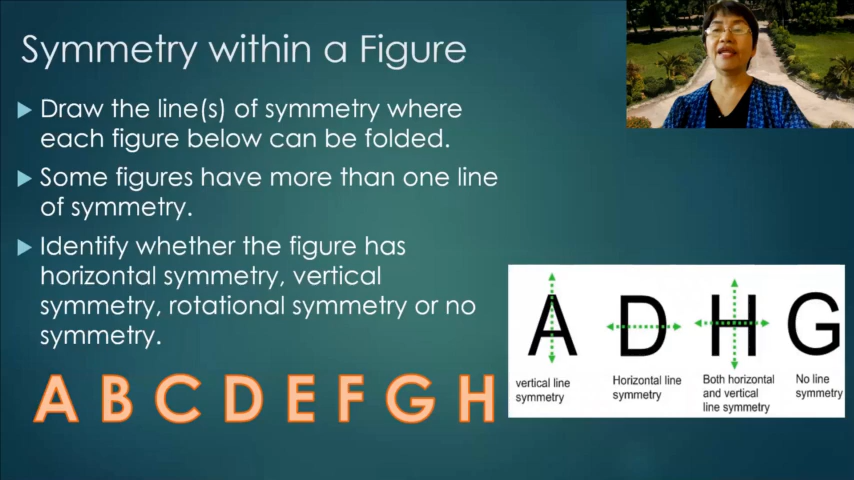 Symmetry within a Figure
Draw the line(s) of symmetry where
each figure below can be folded.
Some figures have more than one line
of symmetry.
Identify whether the figure has
horizontal symmetry, vertical
symmetry, rotational symmetry or no
symmetry.
A B C D E F G H
A D H G
vertical line
symmetry
Horizontal line
symmetry
Both horizontal
and vertical
line symmetry
No line
symmetry